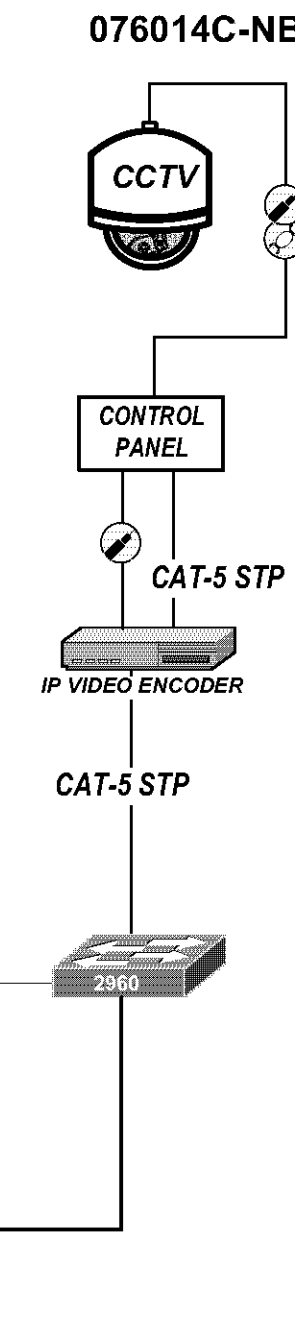 076014C-NB
CCTV
CONTROL
PANEL
CAT-5 STP
IP VIDEO ENCODER
CAT-5 STP
2960